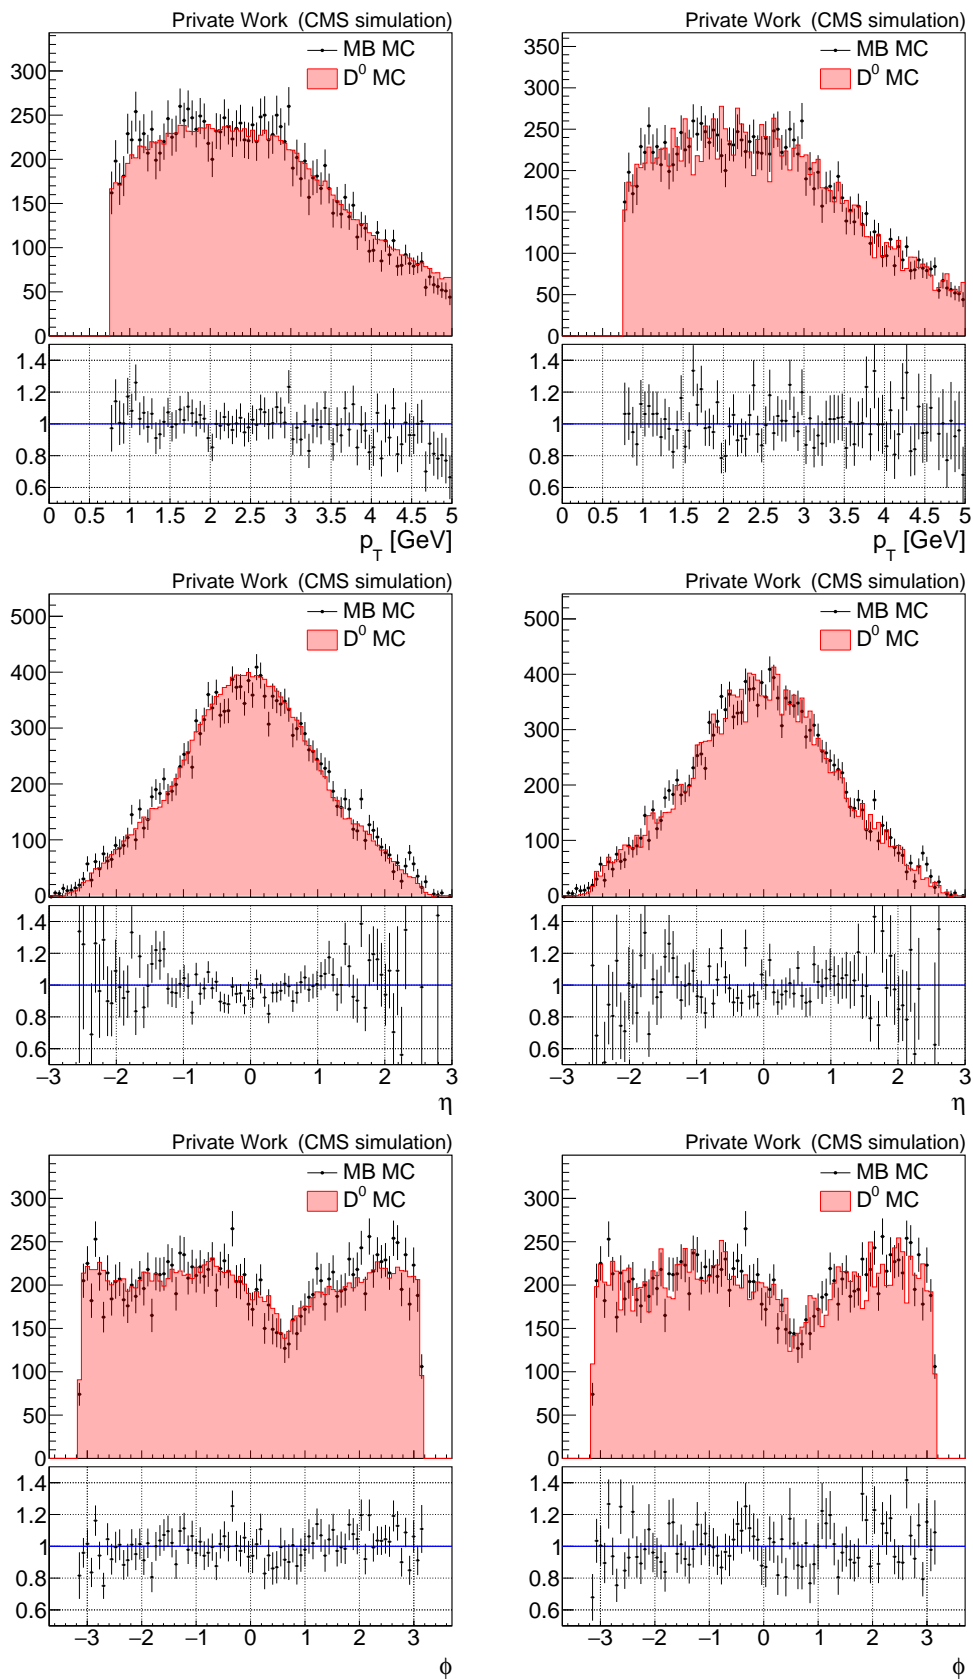 Private Work (CMS simulation)
MB MC
D⁰ MC
300
250
200
150
100
50
0
1.4
1.2
1
0.8
0.6
0 0.5 1 1.5 2 2.5 3 3.5 4 4.5 5
p_T [GeV]
Private Work (CMS simulation)
MB MC
D⁰ MC
350
300
250
200
150
100
50
0
1.4
1.2
1
0.8
0.6
0 0.5 1 1.5 2 2.5 3 3.5 4 4.5 5
p_T [GeV]
Private Work (CMS simulation)
MB MC
D⁰ MC
500
400
300
200
100
0
1.4
1.2
1
0.8
0.6
−3 −2 −1 0 1 2 3
η
Private Work (CMS simulation)
MB MC
D⁰ MC
500
400
300
200
100
0
1.4
1.2
1
0.8
0.6
−3 −2 −1 0 1 2 3
η
Private Work (CMS simulation)
MB MC
D⁰ MC
300
250
200
150
100
50
0
1.4
1.2
1
0.8
0.6
−3 −2 −1 0 1 2 3
ϕ
Private Work (CMS simulation)
MB MC
D⁰ MC
300
250
200
150
100
50
0
1.4
1.2
1
0.8
0.6
−3 −2 −1 0 1 2 3
ϕ